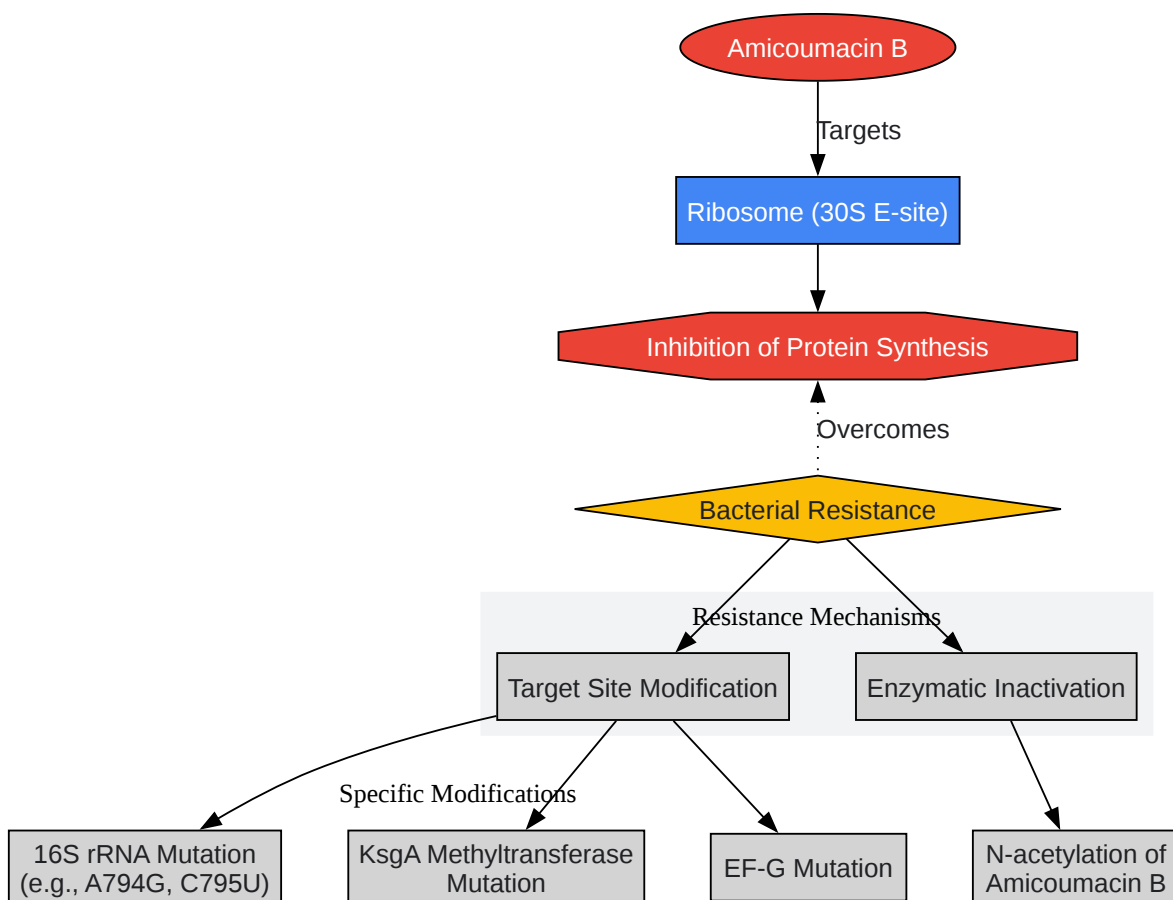 Amicoumacin B
Targets
Ribosome (30S E-site)
Inhibition of Protein Synthesis
Overcomes
Bacterial Resistance
Resistance Mechanisms
Target Site Modification
Enzymatic Inactivation
Specific Modifications
16S rRNA Mutation
(e.g., A794G, C795U)
KsgA Methyltransferase
Mutation
EF-G Mutation
N-acetylation of
Amicoumacin B